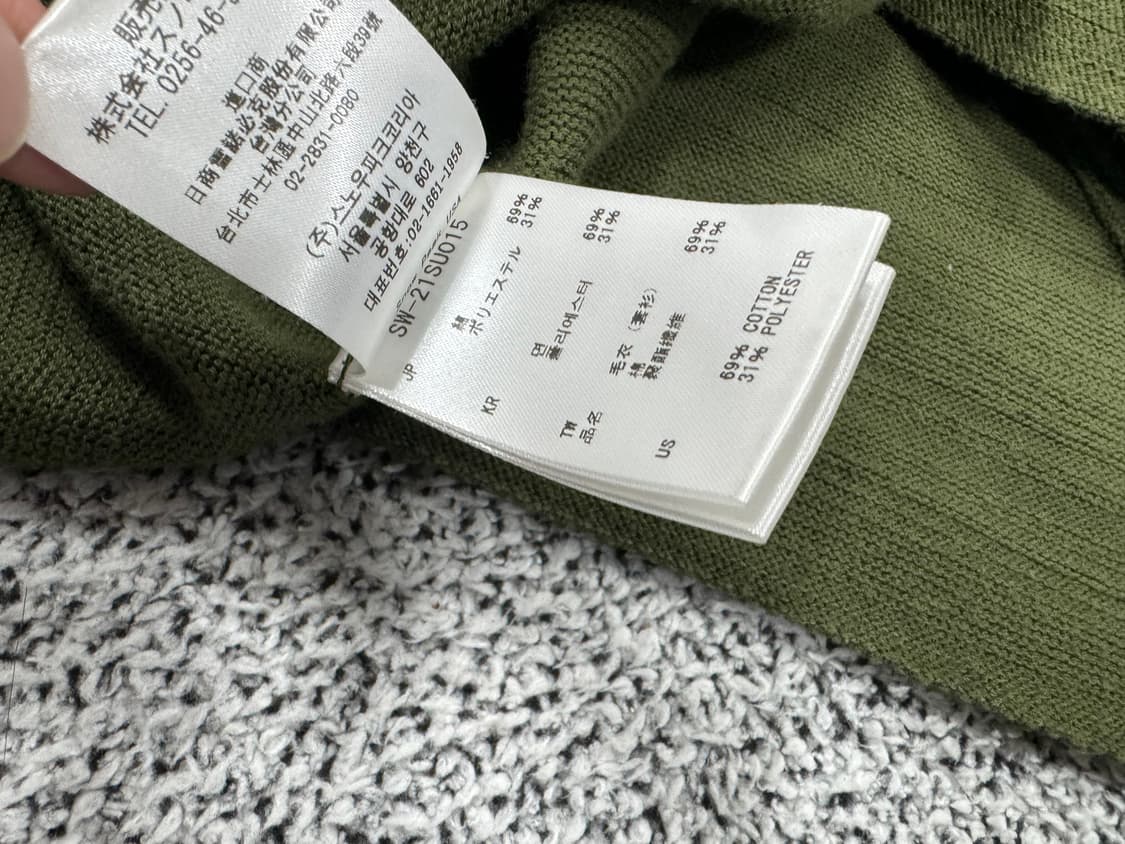 販売
株式会社スノ
TEL. 0256-46-
進口商
日商雪諾必克股份有限公司
台灣分公司
台北市士林區中山北路六段39號
02-2831-0080
(주)스노우피크코리아
서울특별시 양천구
공항대로 602
대표번호:02-1661-1958
SW-21SU015
JP
綿 69%
ポリエステル 31%
KR
면 69%
폴리에스터 31%
TW
品名 毛衣（套衫）
棉 69%
聚酯纖維 31%
US
69% COTTON
31% POLYESTER